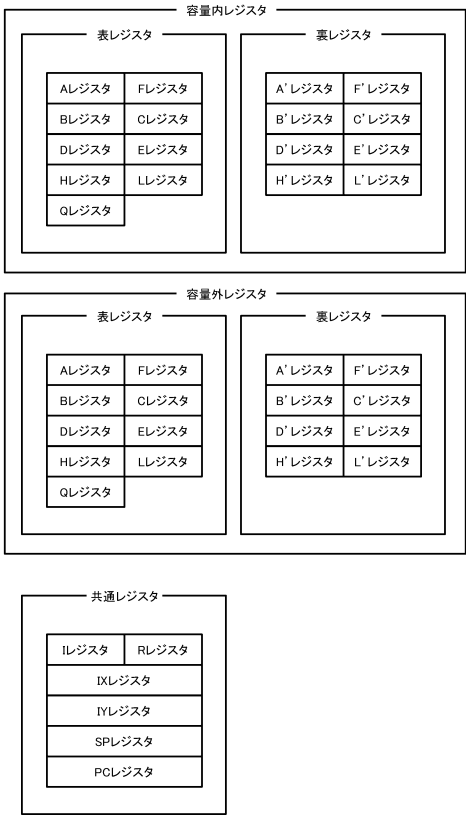 容量内レジスタ
表レジスタ 裏レジスタ
Aレジスタ Fレジスタ A'レジスタ F'レジスタ
Bレジスタ Cレジスタ B'レジスタ C'レジスタ
Dレジスタ Eレジスタ D'レジスタ E'レジスタ
Hレジスタ Lレジスタ H'レジスタ L'レジスタ
Qレジスタ
容量外レジスタ
表レジスタ 裏レジスタ
Aレジスタ Fレジスタ A'レジスタ F'レジスタ
Bレジスタ Cレジスタ B'レジスタ C'レジスタ
Dレジスタ Eレジスタ D'レジスタ E'レジスタ
Hレジスタ Lレジスタ H'レジスタ L'レジスタ
Qレジスタ
共通レジスタ
Iレジスタ Rレジスタ
IXレジスタ
IYレジスタ
SPレジスタ
PCレジスタ